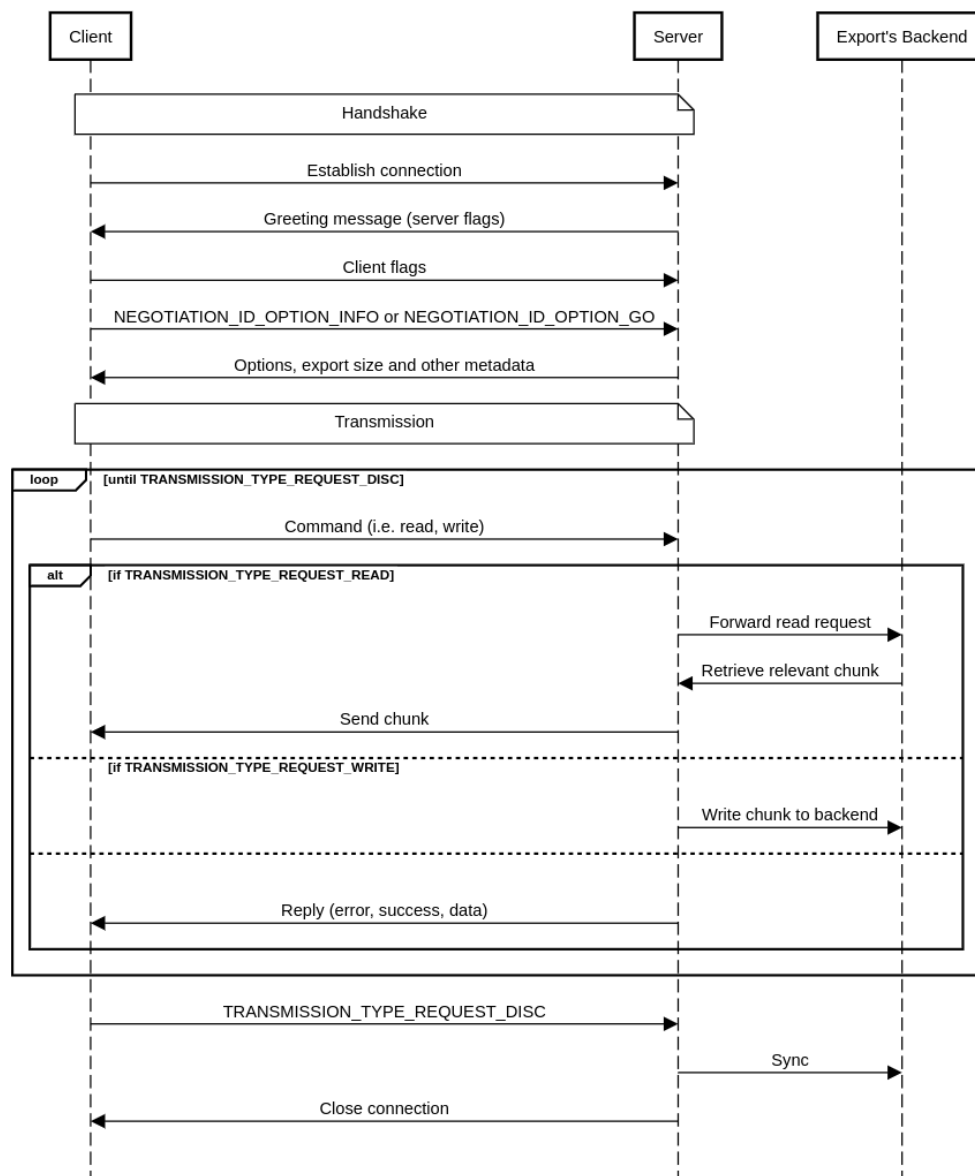 Client
Server
Export's Backend
Handshake
Establish connection
Greeting message (server flags)
Client flags
NEGOTIATION_ID_OPTION_INFO or NEGOTIATION_ID_OPTION_GO
Options, export size and other metadata
Transmission
loop [until TRANSMISSION_TYPE_REQUEST_DISC]
Command (i.e. read, write)
alt [if TRANSMISSION_TYPE_REQUEST_READ]
Forward read request
Retrieve relevant chunk
Send chunk
[if TRANSMISSION_TYPE_REQUEST_WRITE]
Write chunk to backend
Reply (error, success, data)
TRANSMISSION_TYPE_REQUEST_DISC
Sync
Close connection